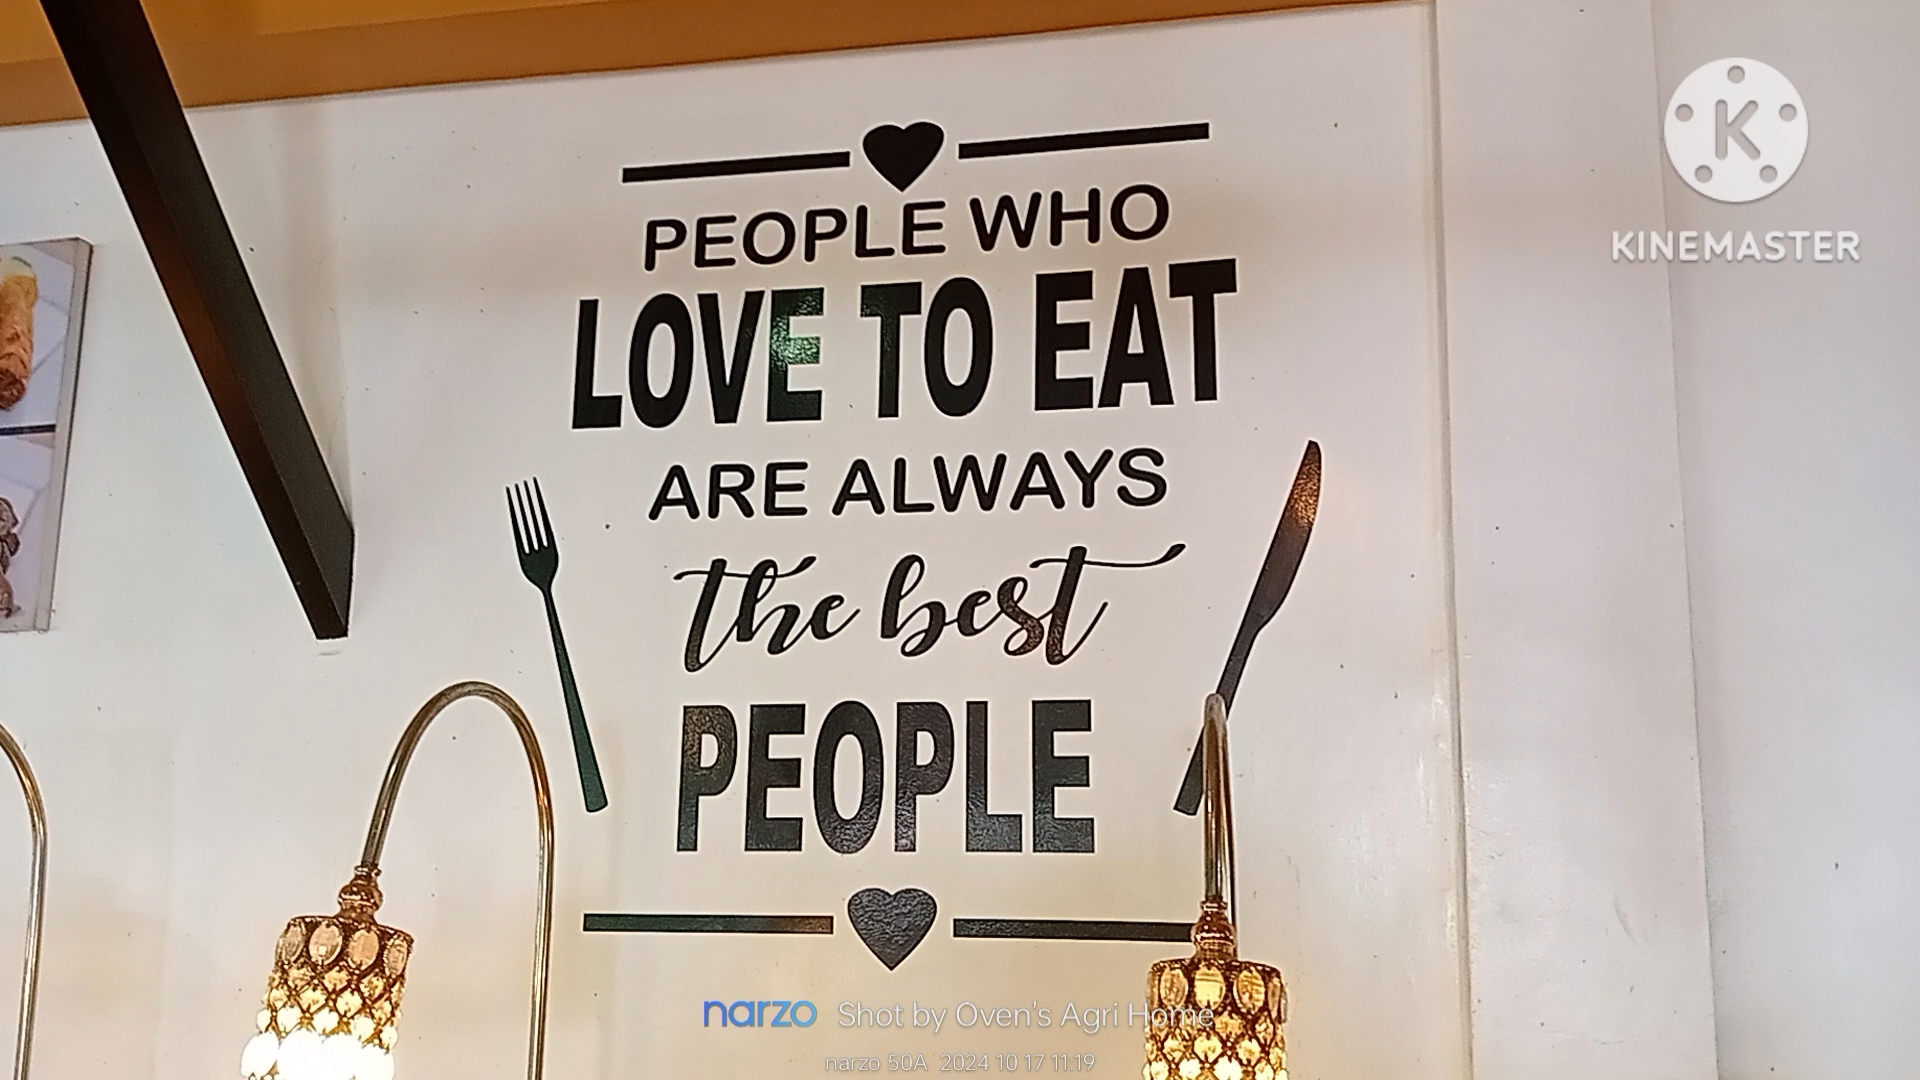 K
KINEMASTER
PEOPLE WHO
LOVE TO EAT
ARE ALWAYS
the best
PEOPLE
narzo Shot by Oven's Agri Home
narzo 50A 2024 10 17 11:19